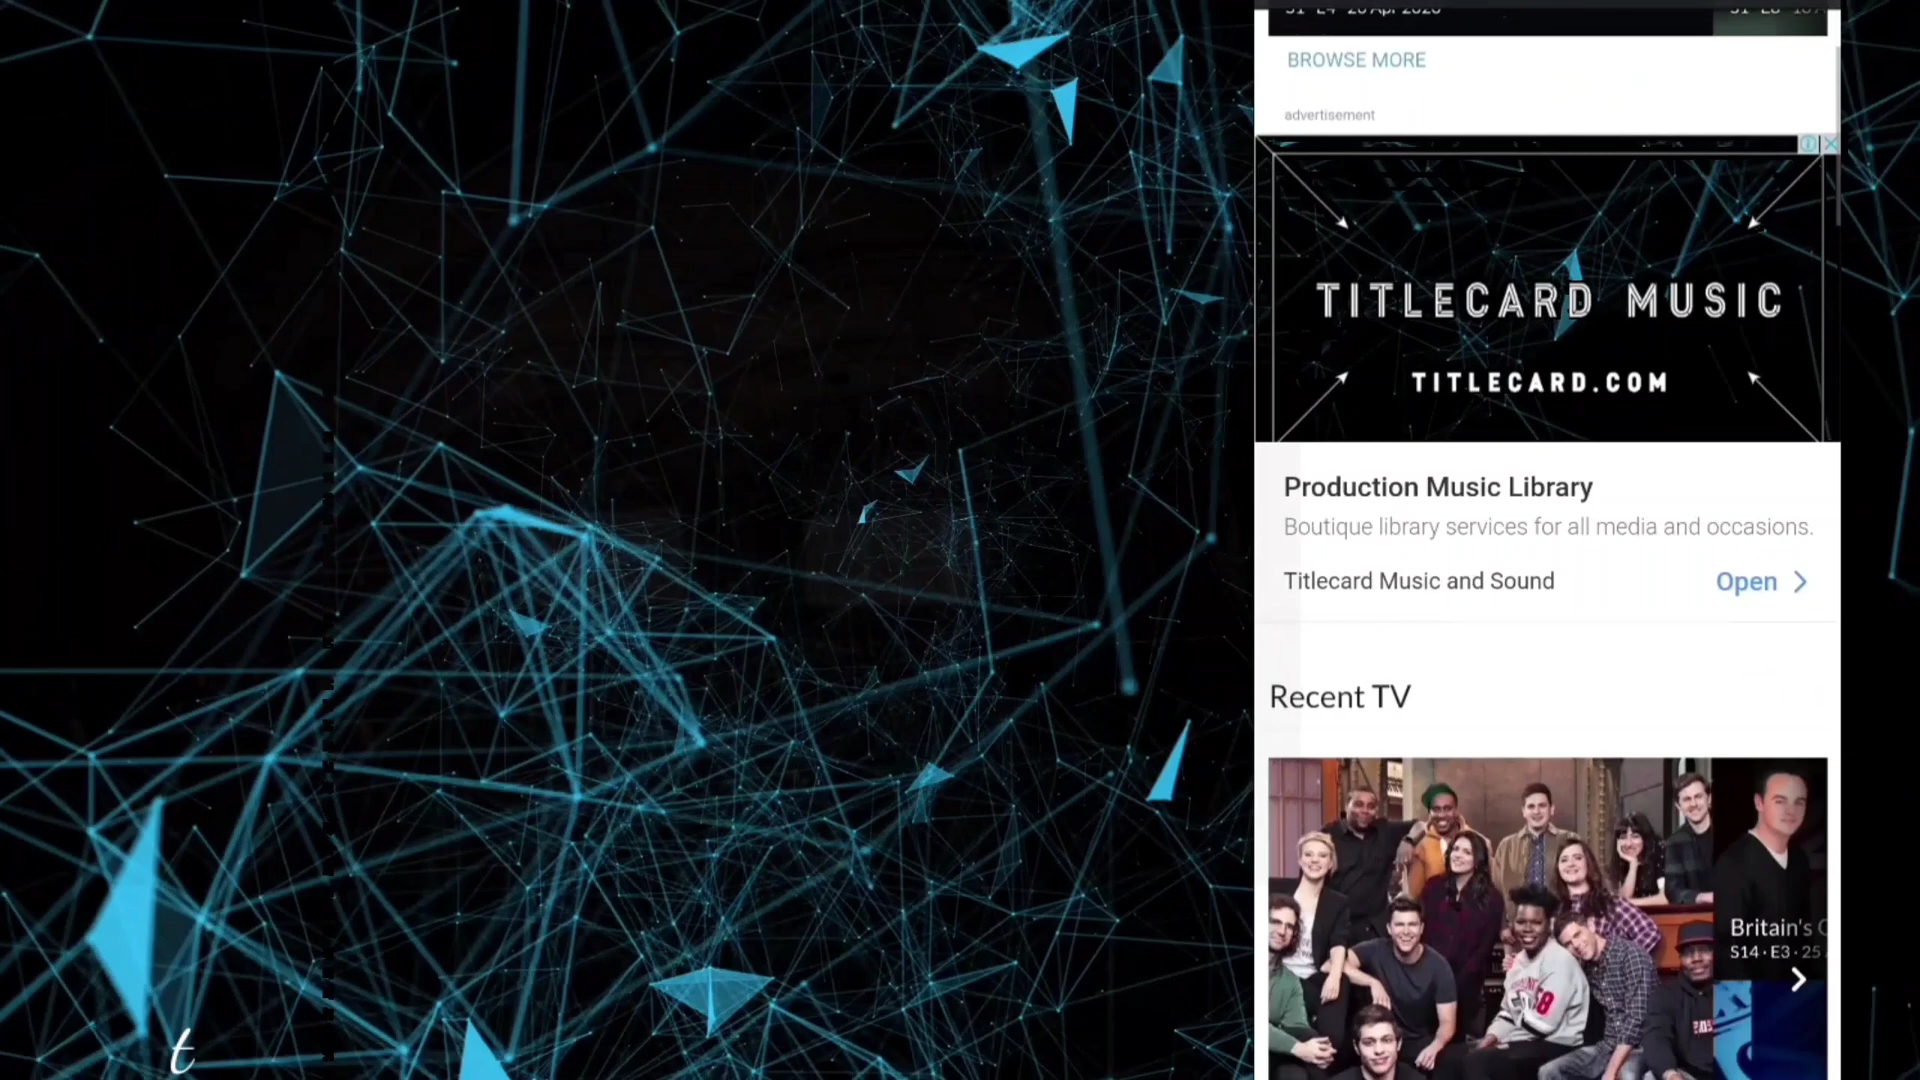 BROWSE MORE
advertisement
TITLECARD MUSIC
TITLECARD.COM
Production Music Library
Boutique library services for all media and occasions.
Titlecard Music and Sound
Open
Recent TV
Britain's
S14 · E3 · 25
t